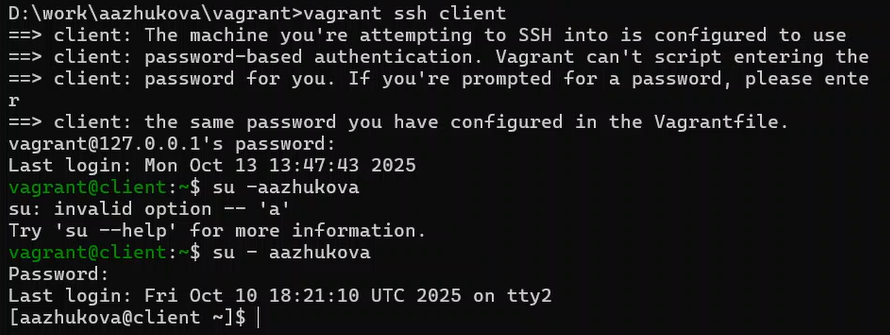 D:\work\aazhukova\vagrant>vagrant ssh client
==> client: The machine you're attempting to SSH into is configured to use
==> client: password-based authentication. Vagrant can't script entering the
==> client: password for you. If you're prompted for a password, please ente
r
==> client: the same password you have configured in the Vagrantfile.
vagrant@127.0.0.1's password:
Last login: Mon Oct 13 13:47:43 2025
vagrant@client:~$ su -aazhukova
su: invalid option -- 'a'
Try 'su --help' for more information.
vagrant@client:~$ su - aazhukova
Password:
Last login: Fri Oct 10 18:21:10 UTC 2025 on tty2
[aazhukova@client ~]$